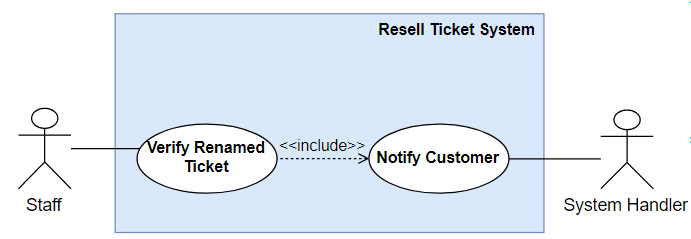 Resell Ticket System
Verify Renamed
Ticket
<<include>>
Notify Customer
Staff
System Handler